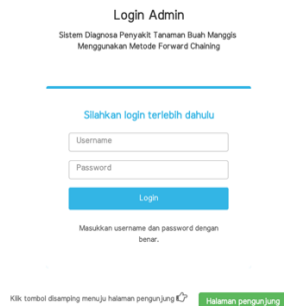 Login Admin
Sistem Diagnosa Penyakit Tanaman Buah Manggis
Menggunakan Metode Forward Chaining
Silahkan login terlebih dahulu
Username
Password
Login
Masukkan username dan password dengan
benar.
Klik tombol disamping menuju halaman pengunjung
Halaman pengunjung